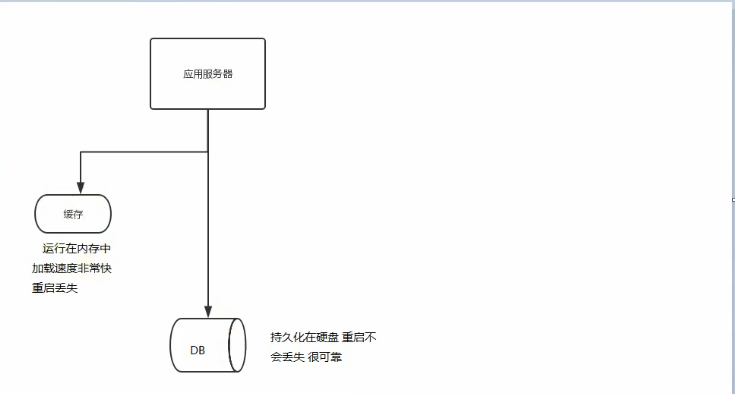 应用服务器
缓存
运行在内存中
加载速度非常快
重启丢失
DB
持久化在硬盘 重启不
会丢失 很可靠